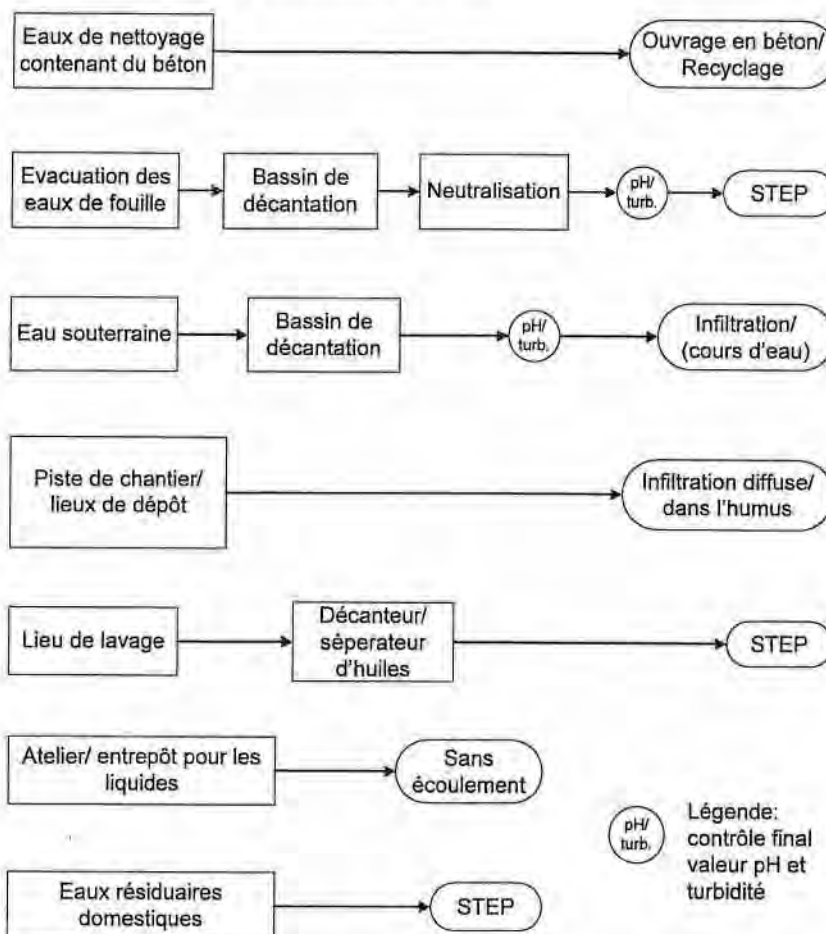 Eaux de nettoyage
contenant du béton
Ouvrage en béton/
Recyclage
Evacuation des
eaux de fouille
Bassin de
décantation
Neutralisation
pH/
turb.
STEP
Eau souterraine
Bassin de
décantation
pH/
turb.
Infiltration/
(cours d'eau)
Piste de chantier/
lieux de dépôt
Infiltration diffuse/
dans l'humus
Lieu de lavage
Décanteur/
séperateur
d'huiles
STEP
Atelier/ entrepôt pour les
liquides
Sans
écoulement
pH/
turb.
Légende:
contrôle final
valeur pH et
turbidité
Eaux résiduaires
domestiques
STEP